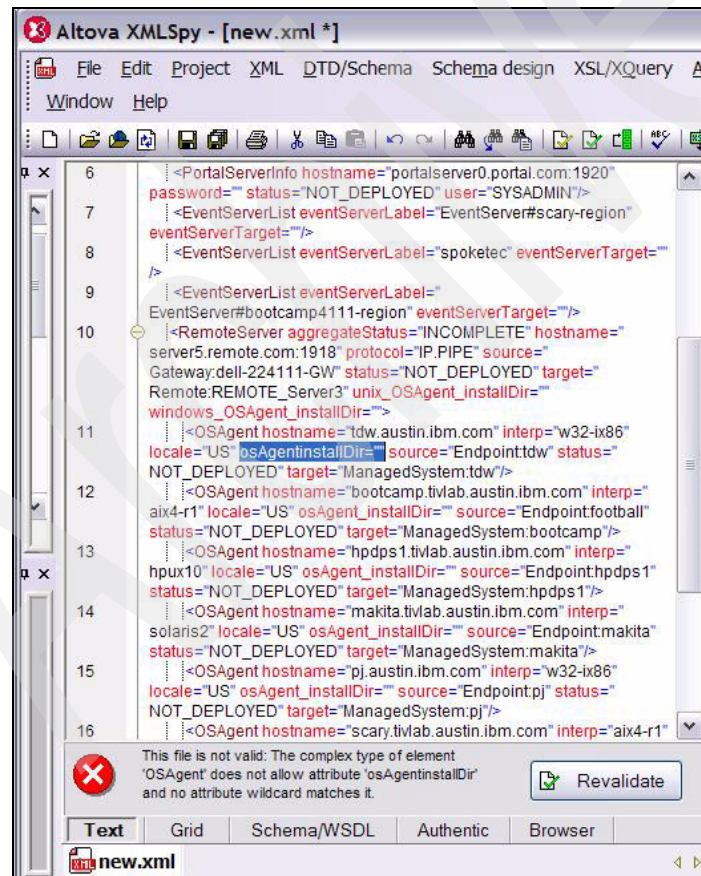 Altova XMLSpy - [new.xml *]
File Edit Project XML DTD/Schema Schema design XSL/XQuery
Window Help
6 <PortalServerInfo hostname="portalserver0.portal.com:1920"
password="" status="NOT_DEPLOYED" user="SYSADMIN"/>
7 <EventServerList eventServerLabel="EventServer#scary-region"
eventServerTarget=""/>
8 <EventServerList eventServerLabel="spoketec" eventServerTarget=""
/>
9 <EventServerList eventServerLabel="
EventServer#bootcamp4111-region" eventServerTarget=""/>
10 <RemoteServer aggregateStatus="INCOMPLETE" hostname="
server5.remote.com:1918" protocol="IP.PIPE" source="
Gateway:dell-224111-GW" status="NOT_DEPLOYED" target="
Remote:REMOTE_Server3" unix_OSAgent_installDir=""
windows_OSAgent_installDir="">
11 <OSAgent hostname="tdw.austin.ibm.com" interp="w32-ix86"
locale="US" osAgentinstallDir="" source="Endpoint:tdw" status="
NOT_DEPLOYED" target="ManagedSystem:tdw"/>
12 <OSAgent hostname="bootcamp.tivlab.austin.ibm.com" interp="
aix4-r1" locale="US" osAgent_installDir="" source="Endpoint:football"
status="NOT_DEPLOYED" target="ManagedSystem:bootcamp"/>
13 <OSAgent hostname="hpdps1.tivlab.austin.ibm.com" interp="
hpux10" locale="US" osAgent_installDir="" source="Endpoint:hpdps1"
status="NOT_DEPLOYED" target="ManagedSystem:hpdps1"/>
14 <OSAgent hostname="makita.tivlab.austin.ibm.com" interp="
solaris2" locale="US" osAgent_installDir="" source="Endpoint:makita"
status="NOT_DEPLOYED" target="ManagedSystem:makita"/>
15 <OSAgent hostname="pj.austin.ibm.com" interp="w32-ix86"
locale="US" osAgent_installDir="" source="Endpoint:pj" status="
NOT_DEPLOYED" target="ManagedSystem:pj"/>
16 <OSAgent hostname="scary.tivlab.austin.ibm.com" interp="aix4-r1"
This file is not valid: The complex type of element
'OSAgent' does not allow attribute 'osAgentinstallDir'
and no attribute wildcard matches it.
Revalidate
Text Grid Schema/WSDL Authentic Browser
new.xml